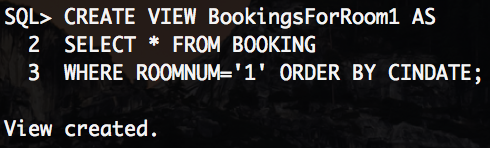 SQL> CREATE VIEW BookingsForRoom1 AS
2 SELECT * FROM BOOKING
3 WHERE ROOMNUM='1' ORDER BY CINDATE;
View created.